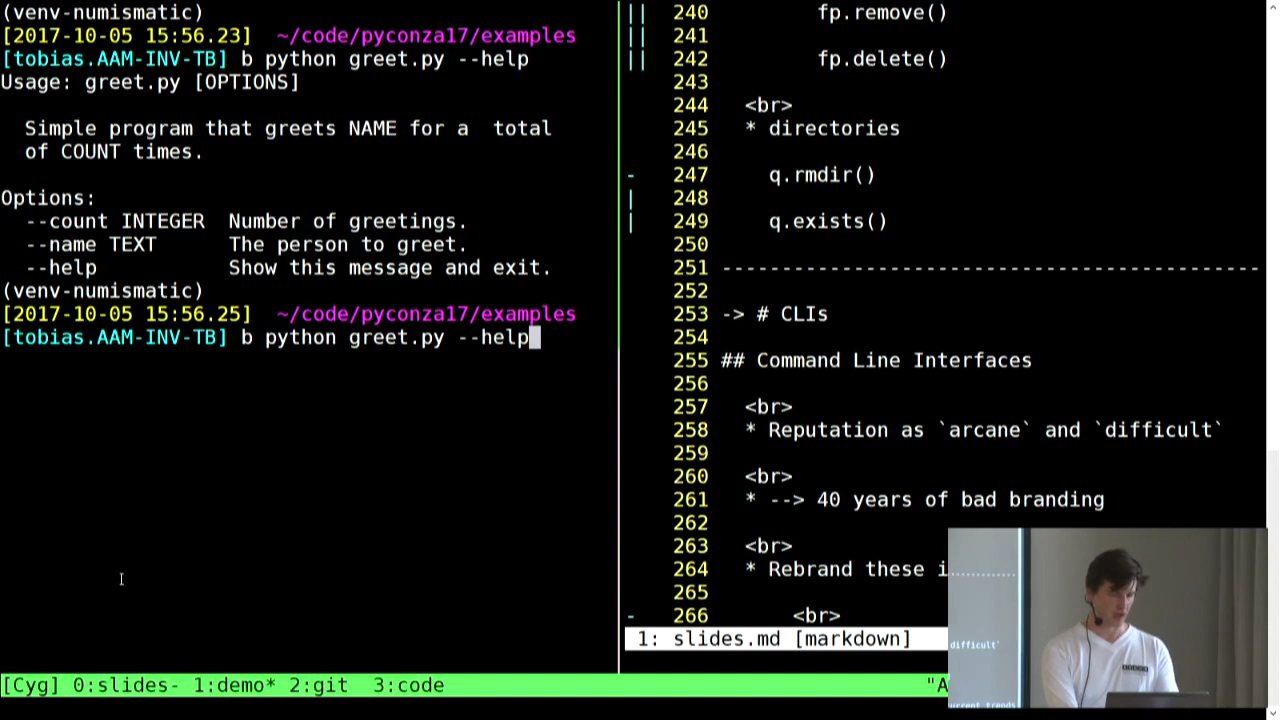 (venv-numismatic)
[2017-10-05 15:56.23]  ~/code/pyconza17/examples
[tobias.AAM-INV-TB] b python greet.py --help
Usage: greet.py [OPTIONS]
  Simple program that greets NAME for a  total
  of COUNT times.
Options:
  --count INTEGER  Number of greetings.
  --name TEXT      The person to greet.
  --help           Show this message and exit.
(venv-numismatic)
[2017-10-05 15:56.25]  ~/code/pyconza17/examples
[tobias.AAM-INV-TB] b python greet.py --help
|| 240         fp.remove()
|| 241
|| 242         fp.delete()
243
244   <br>
245   * directories
246
- 247     q.rmdir()
| 248
| 249     q.exists()
250
251 ---------------------------------------------
252
253 -> # CLIs
254
255 ## Command Line Interfaces
256
257   <br>
258   * Reputation as `arcane` and `difficult`
259
260   <br>
261   * --> 40 years of bad branding
262
263   <br>
264   * Rebrand these i
265
- 266       <br>
1: slides.md [markdown]
[Cyg] 0:slides- 1:demo* 2:git  3:code
"A
difficult`
current trends